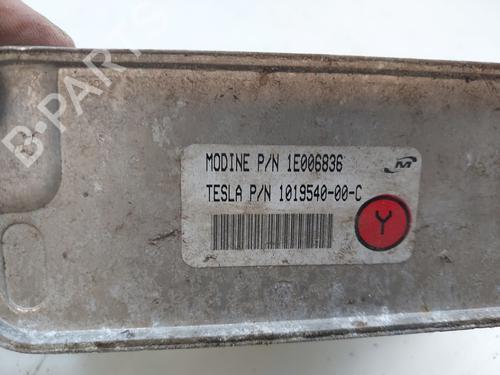 B-PARTS
MODINE P/N 1E006836
TESLA P/N 1019540-00-C
Y